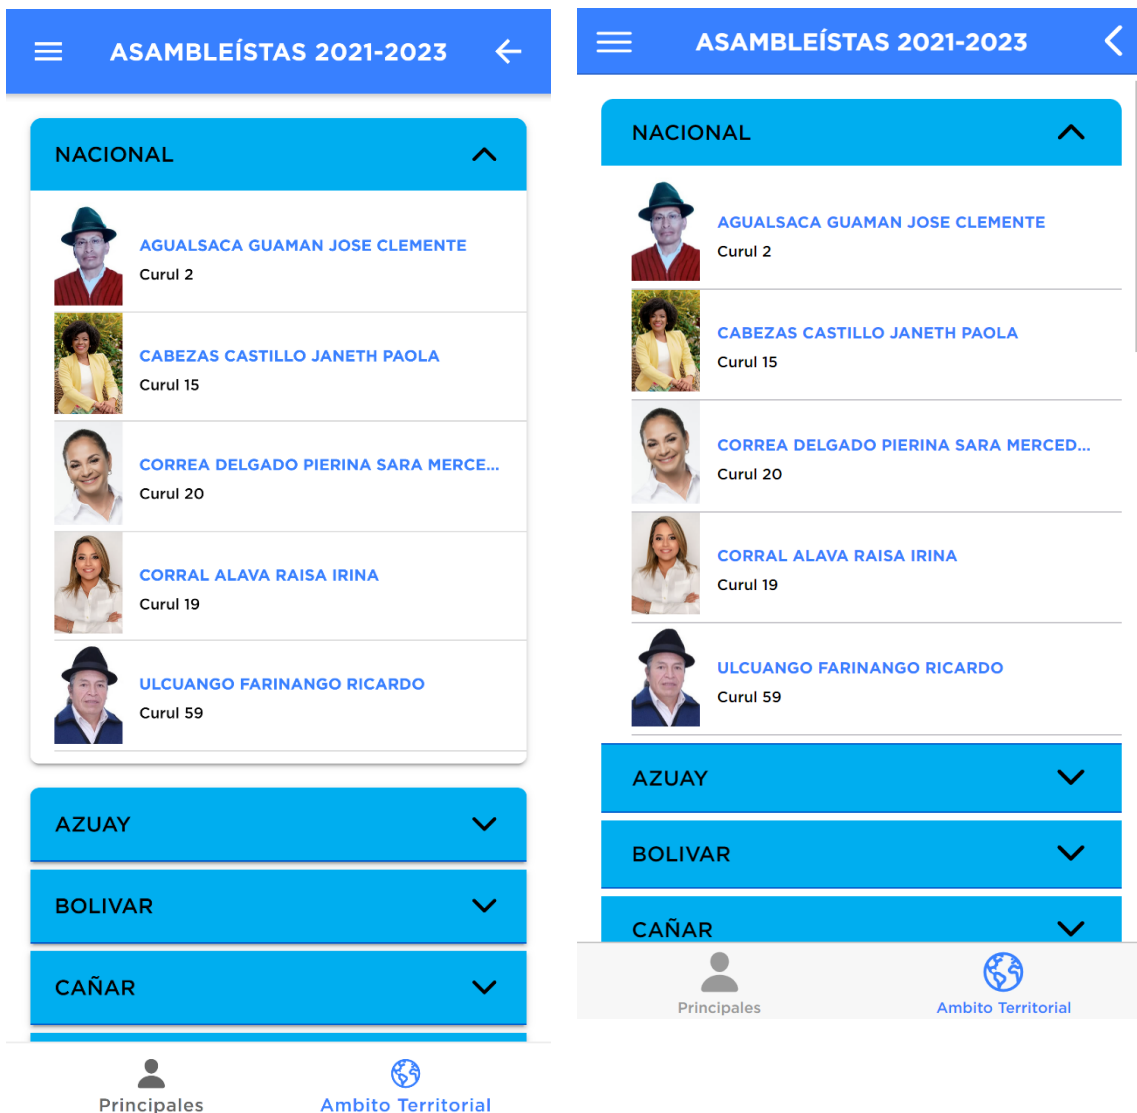 ASAMBLEÍSTAS 2021-2023
NACIONAL
AGUALSACA GUAMAN JOSE CLEMENTE
Curul 2
CABEZAS CASTILLO JANETH PAOLA
Curul 15
CORREA DELGADO PIERINA SARA MERCE...
Curul 20
CORRAL ALAVA RAISA IRINA
Curul 19
ULCUANGO FARINANGO RICARDO
Curul 59
AZUAY
BOLIVAR
CAÑAR
Principales
Ambito Territorial
ASAMBLEÍSTAS 2021-2023
NACIONAL
AGUALSACA GUAMAN JOSE CLEMENTE
Curul 2
CABEZAS CASTILLO JANETH PAOLA
Curul 15
CORREA DELGADO PIERINA SARA MERCED...
Curul 20
CORRAL ALAVA RAISA IRINA
Curul 19
ULCUANGO FARINANGO RICARDO
Curul 59
AZUAY
BOLIVAR
CAÑAR
Principales
Ambito Territorial